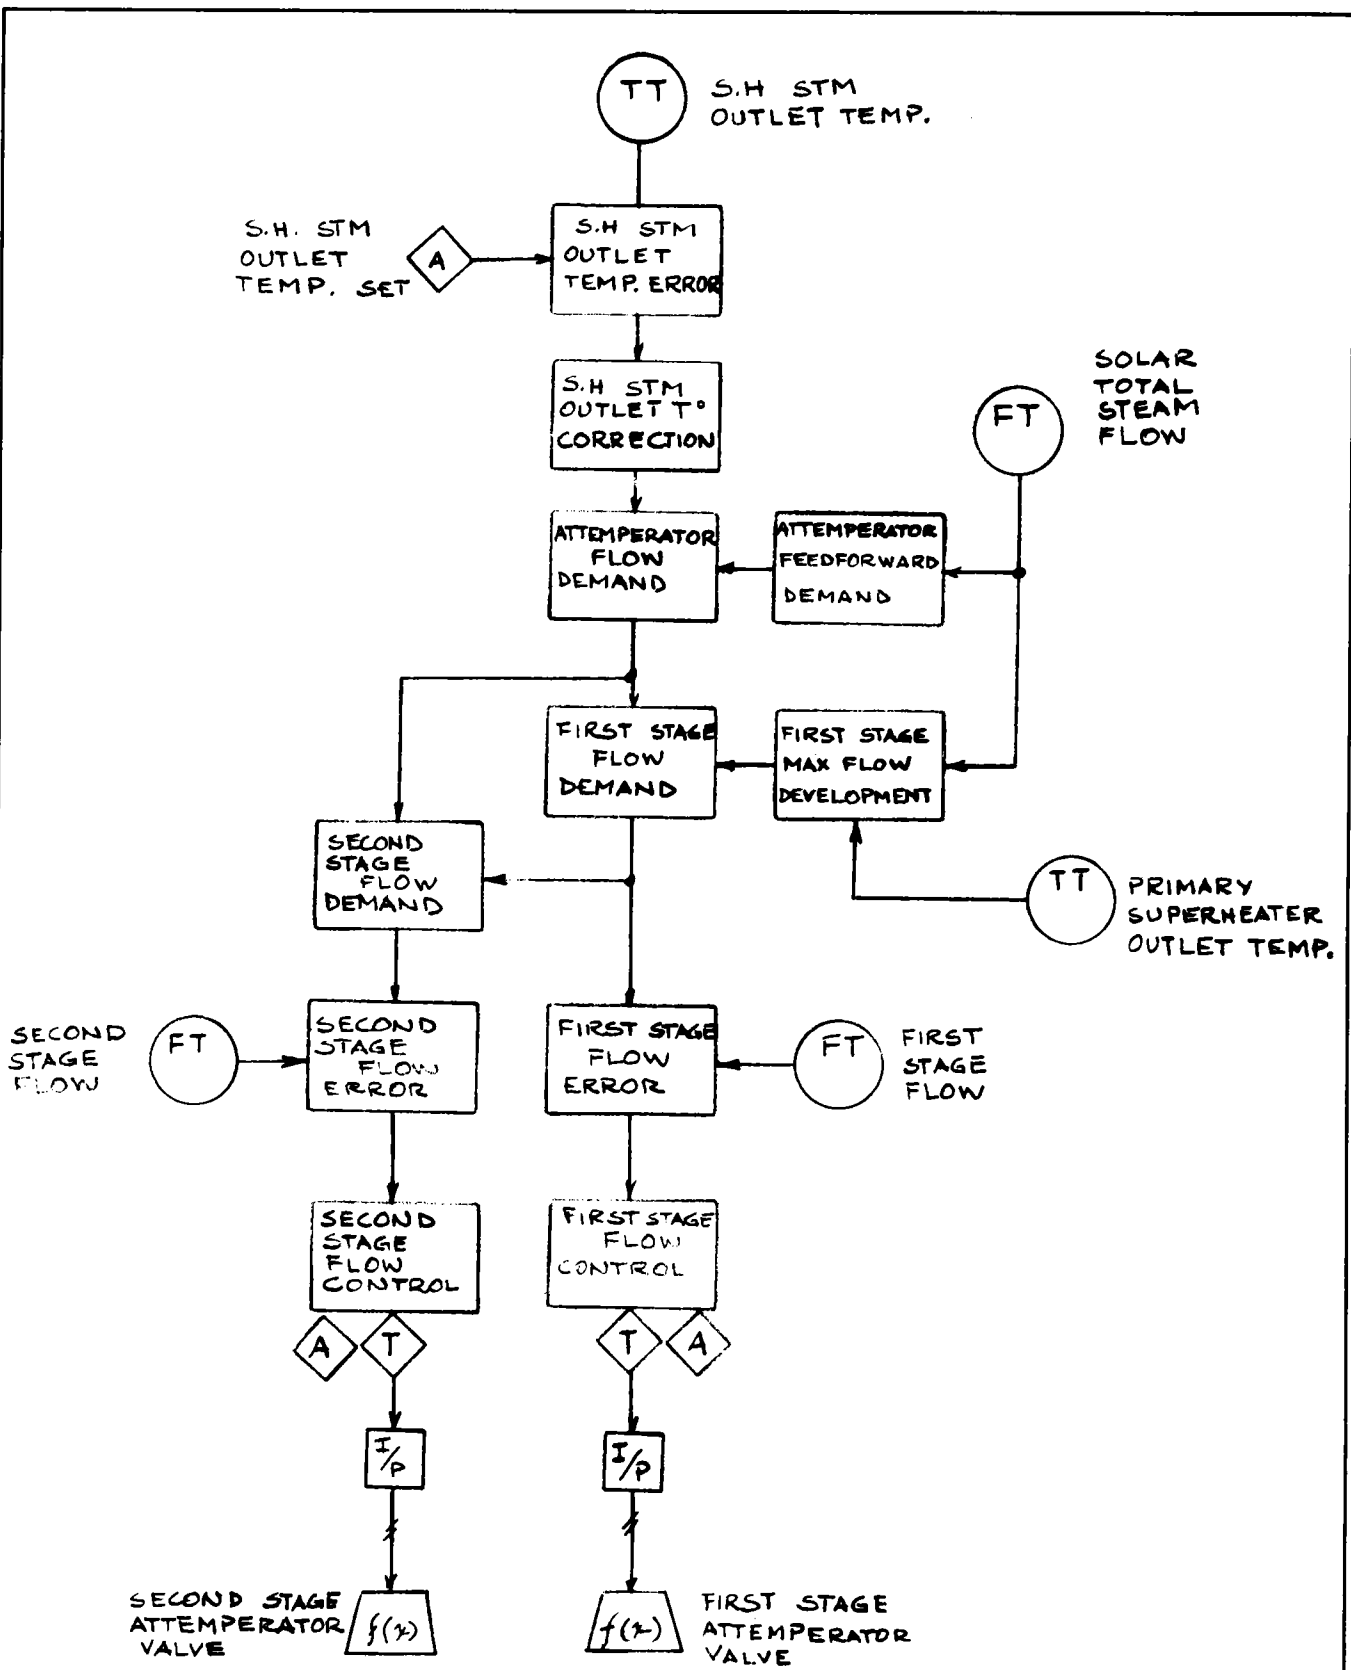 TT
S.H STM
OUTLET TEMP.
S.H. STM
OUTLET
TEMP. SET
A
S.H STM
OUTLET
TEMP. ERROR
S.H STM
OUTLET T°
CORRECTION
SOLAR
TOTAL
STEAM
FLOW
FT
ATTEMPERATOR
FLOW
DEMAND
ATTEMPERATOR
FEEDFORWARD
DEMAND
FIRST STAGE
FLOW
DEMAND
FIRST STAGE
MAX FLOW
DEVELOPMENT
SECOND
STAGE
FLOW
DEMAND
TT
PRIMARY
SUPERHEATER
OUTLET TEMP.
SECOND
STAGE
FLOW
FT
SECOND
STAGE
FLOW
ERROR
FIRST STAGE
FLOW
ERROR
FT
FIRST
STAGE
FLOW
SECOND
STAGE
FLOW
CONTROL
FIRST STAGE
FLOW
CONTROL
A
T
T
A
I/P
I/P
SECOND STAGE
ATTEMPERATOR
VALVE
f(x)
f(x)
FIRST STAGE
ATTEMPERATOR
VALVE